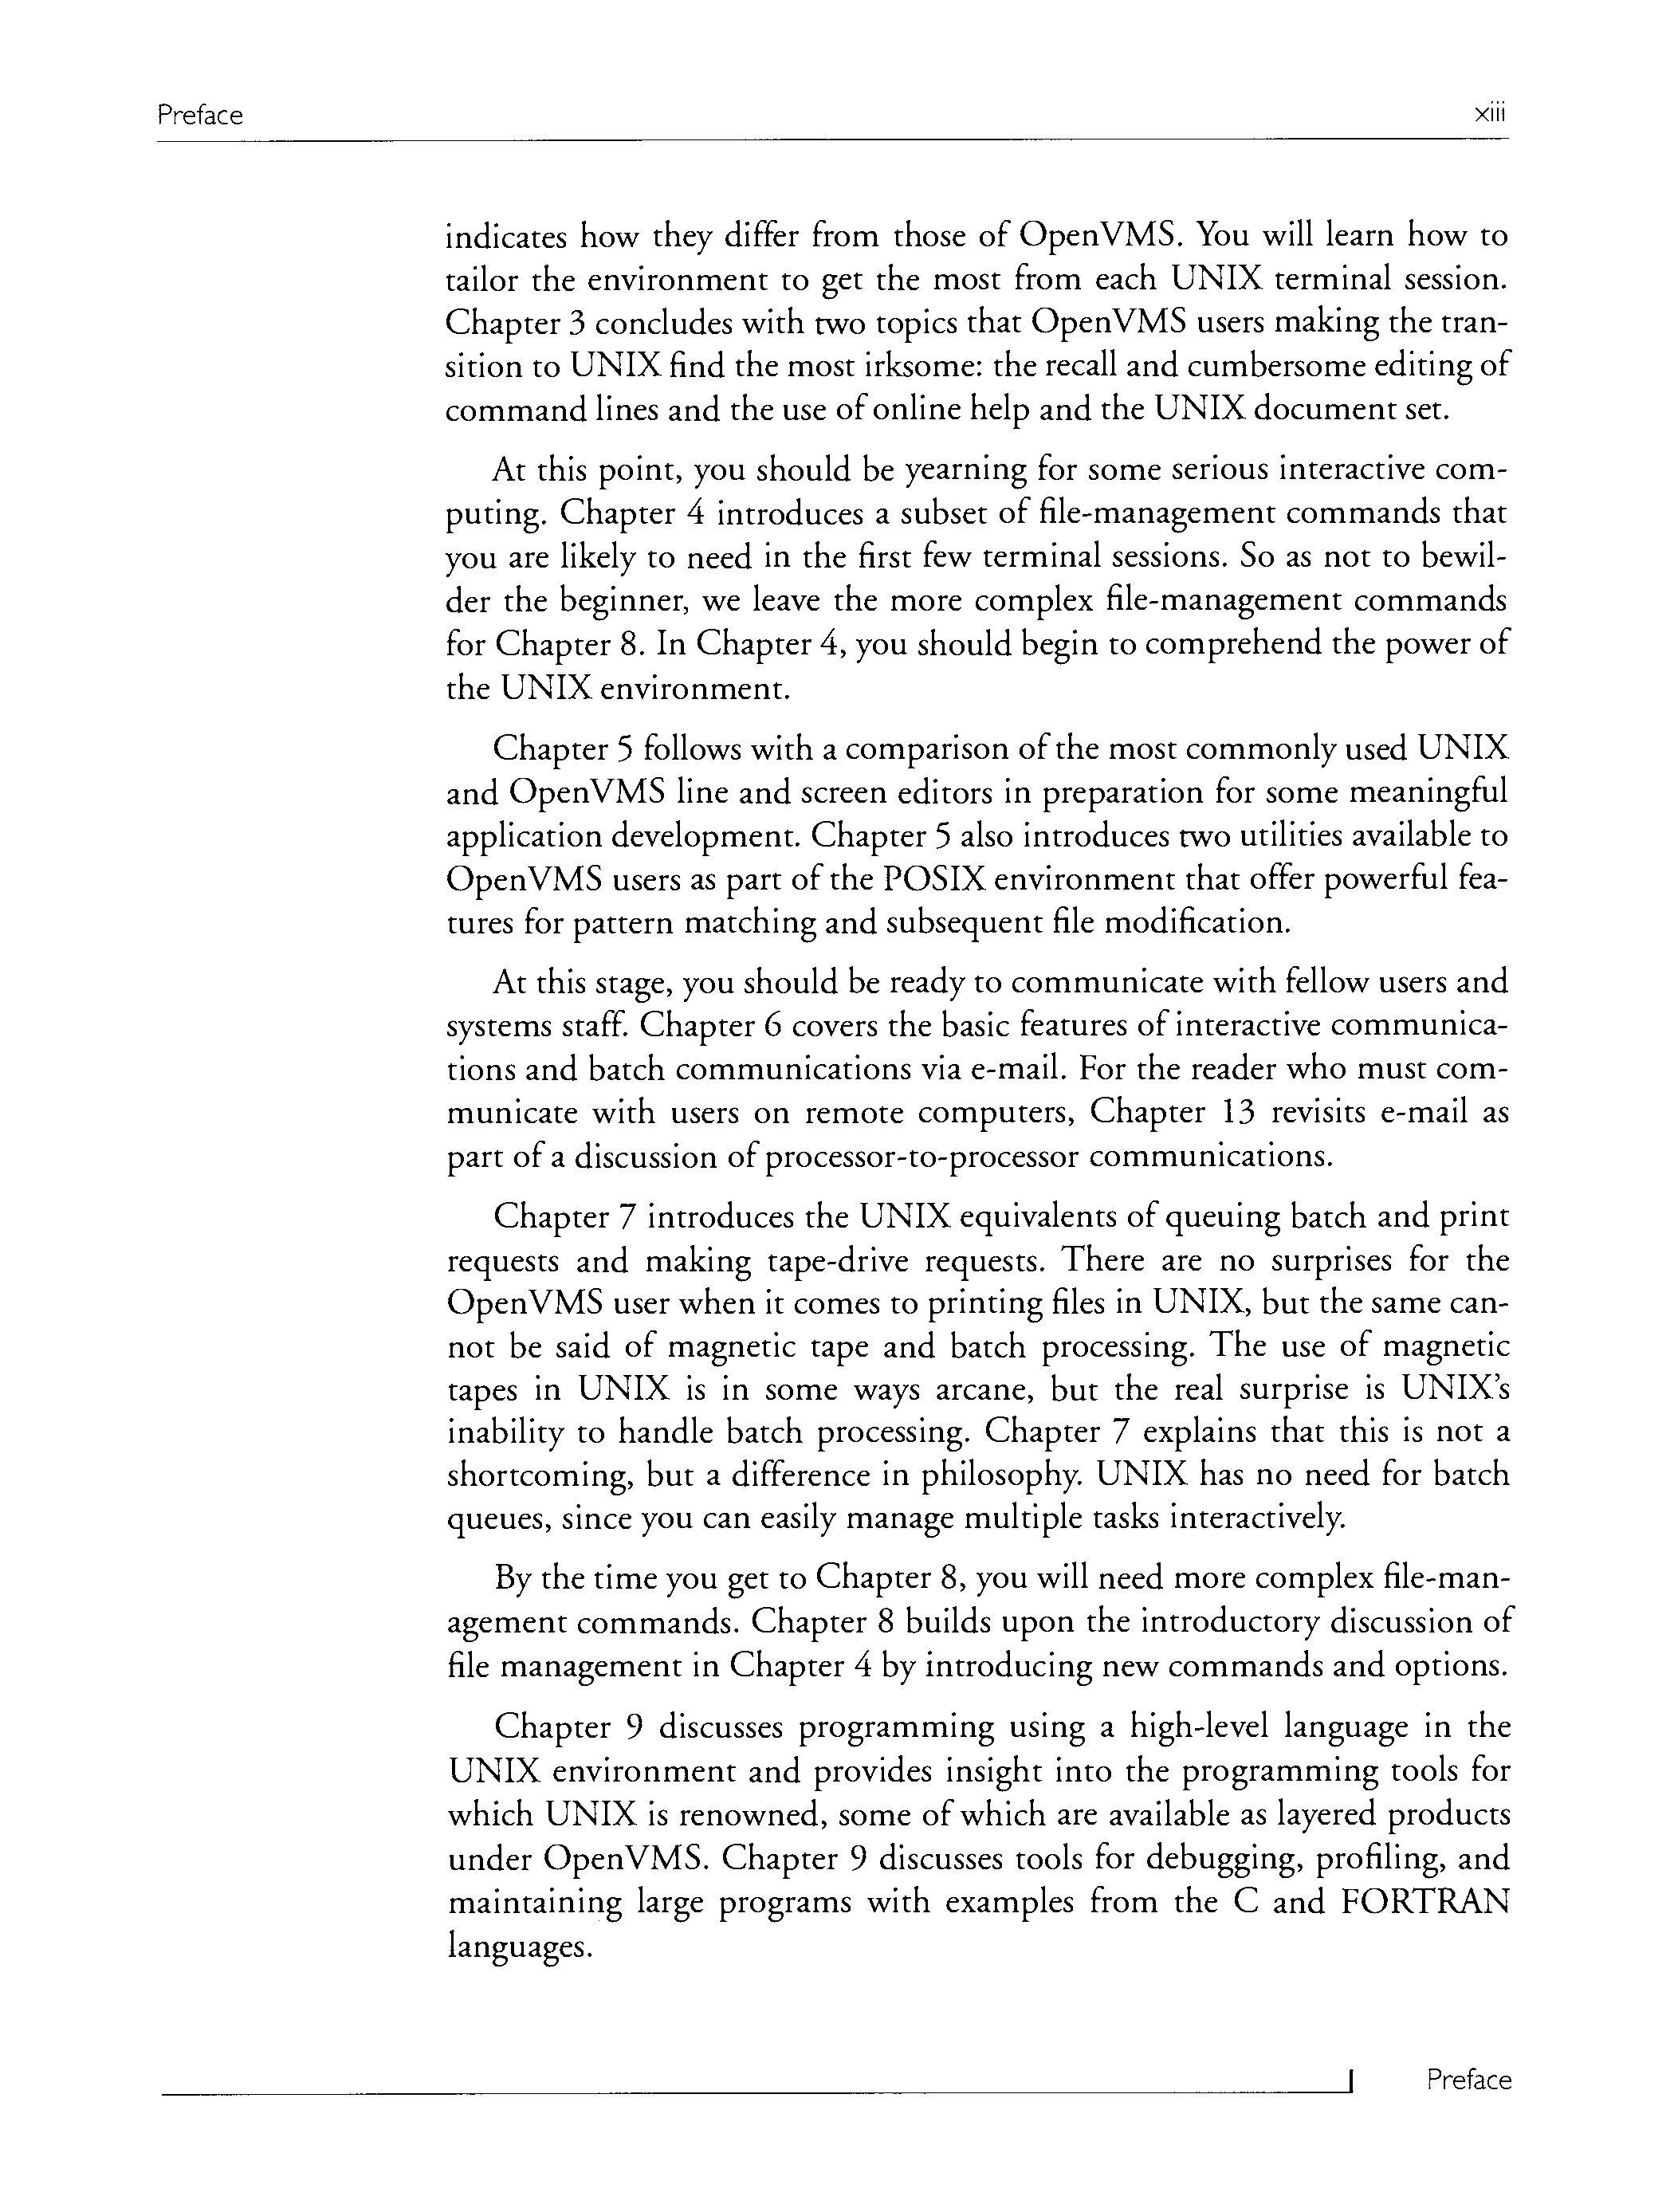 Preface
xiii
indicates how they differ from those of OpenVMS. You will learn how to
tailor the environment to get the most from each UNIX terminal session.
Chapter 3 concludes with two topics that OpenVMS users making the tran-
sition to UNIX find the most irksome: the recall and cumbersome editing of
command lines and the use of online help and the UNIX document set.
At this point, you should be yearning for some serious interactive com-
puting. Chapter 4 introduces a subset of file-management commands that
you are likely to need in the first few terminal sessions. So as not to bewil-
der the beginner, we leave the more complex file-management commands
for Chapter 8. In Chapter 4, you should begin to comprehend the power of
the UNIX environment.
Chapter 5 follows with a comparison of the most commonly used UNIX
and OpenVMS line and screen editors in preparation for some meaningful
application development. Chapter 5 also introduces two utilities available to
OpenVMS users as part of the POSIX environment that offer powerful fea-
tures for pattern matching and subsequent file modification.
At this stage, you should be ready to communicate with fellow users and
systems staff. Chapter 6 covers the basic features of interactive communica-
tions and batch communications via e-mail. For the reader who must com-
municate with users on remote computers, Chapter 13 revisits e-mail as
part of a discussion of processor-to-processor communications.
Chapter 7 introduces the UNIX equivalents of queuing batch and print
requests and making tape-drive requests. There are no surprises for the
OpenVMS user when it comes to printing files in UNIX, but the same can-
not be said of magnetic tape and batch processing. The use of magnetic
tapes in UNIX is in some ways arcane, but the real surprise is UNIX's
inability to handle batch processing. Chapter 7 explains that this is not a
shortcoming, but a difference in philosophy. UNIX has no need for batch
queues, since you can easily manage multiple tasks interactively.
By the time you get to Chapter 8, you will need more complex file-man-
agement commands. Chapter 8 builds upon the introductory discussion of
file management in Chapter 4 by introducing new commands and options.
Chapter 9 discusses programming using a high-level language in the
UNIX environment and provides insight into the programming tools for
which UNIX is renowned, some of which are available as layered products
under OpenVMS. Chapter 9 discusses tools for debugging, profiling, and
maintaining large programs with examples from the C and FORTRAN
languages.
Preface